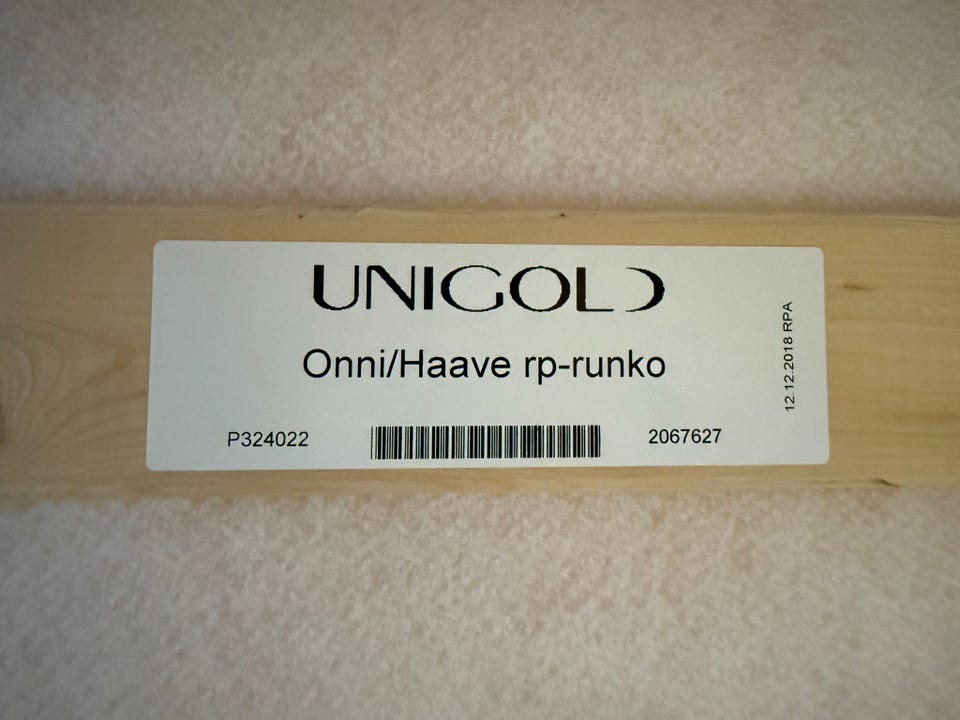 UNIGOLD
Onni/Haave rp-runko
P324022
2067627
12.12.2018 RPA